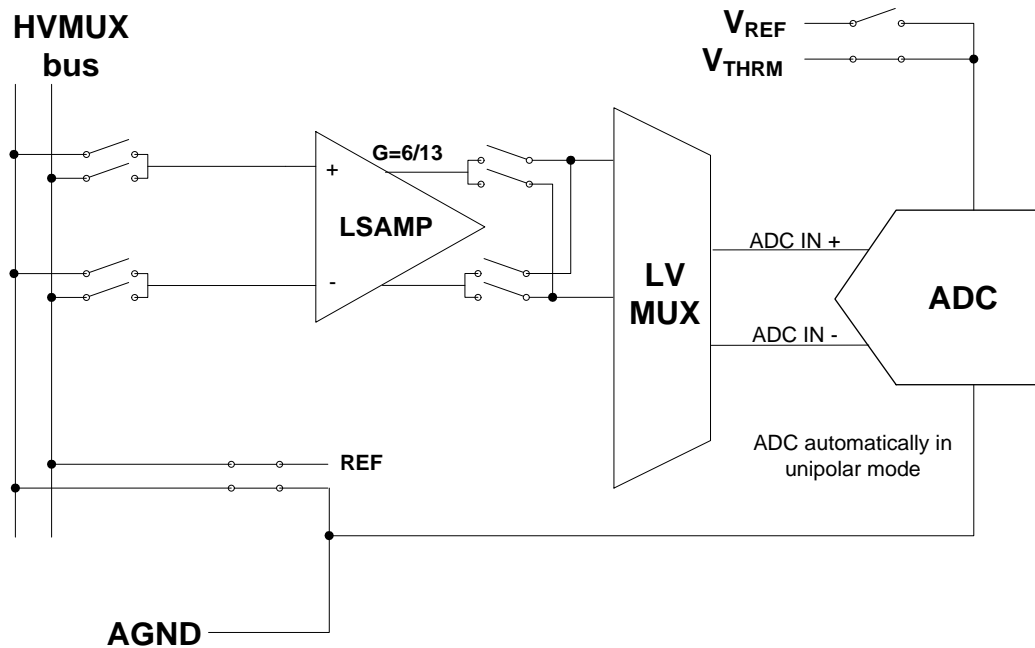 HVMUX
bus
VREF
VTHRM
G=6/13
+
LSAMP
-
LV
MUX
ADC IN +
ADC IN -
ADC
ADC automatically in
unipolar mode
REF
AGND